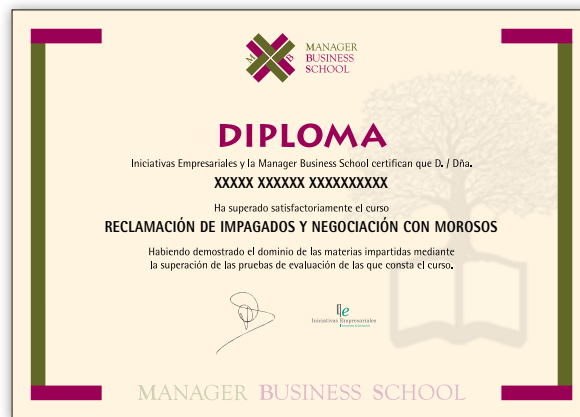 M B
MANAGER
BUSINESS
SCHOOL
DIPLOMA
Iniciativas Empresariales y la Manager Business School certifican que D. / Dña.
XXXXX XXXXXX XXXXXXXXXX
Ha superado satisfactoriamente el curso
RECLAMACIÓN DE IMPAGADOS Y NEGOCIACIÓN CON MOROSOS
Habiendo demostrado el dominio de las materias impartidas mediante
la superación de las pruebas de evaluación de las que consta el curso.
Iniciativas Empresariales
MANAGER BUSINESS SCHOOL